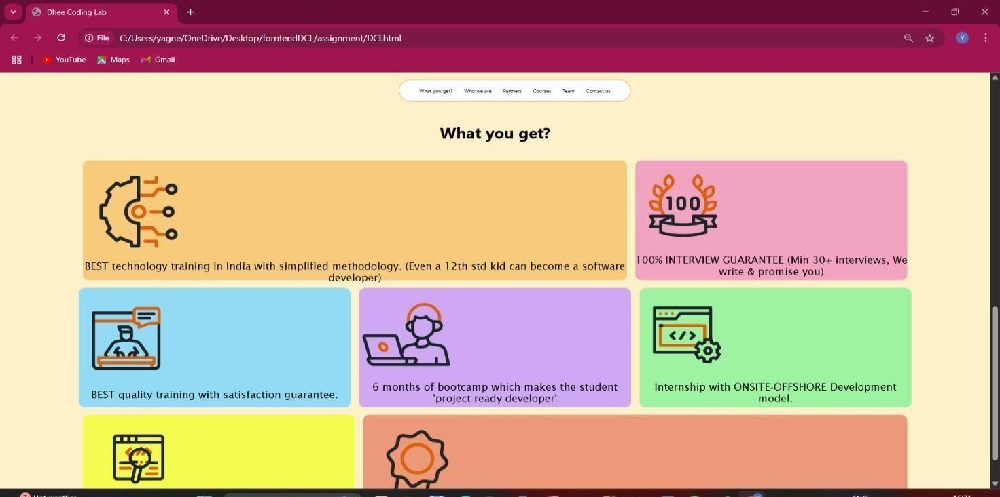 Dhee Coding Lab
File C:/Users/yagne/OneDrive/Desktop/forntendDCL/assignment/DCl.html
Y
YouTube Maps Gmail
What you get? Who we are Partners Courses Team Contact us
What you get?
100
BEST technology training in India with simplified methodology. (Even a 12th std kid can become a software
developer)
100% INTERVIEW GUARANTEE (Min 30+ interviews, We
write & promise you)
</>
BEST quality training with satisfaction guarantee.
6 months of bootcamp which makes the student
'project ready developer'
Internship with ONSITE-OFFSHORE Development
model.